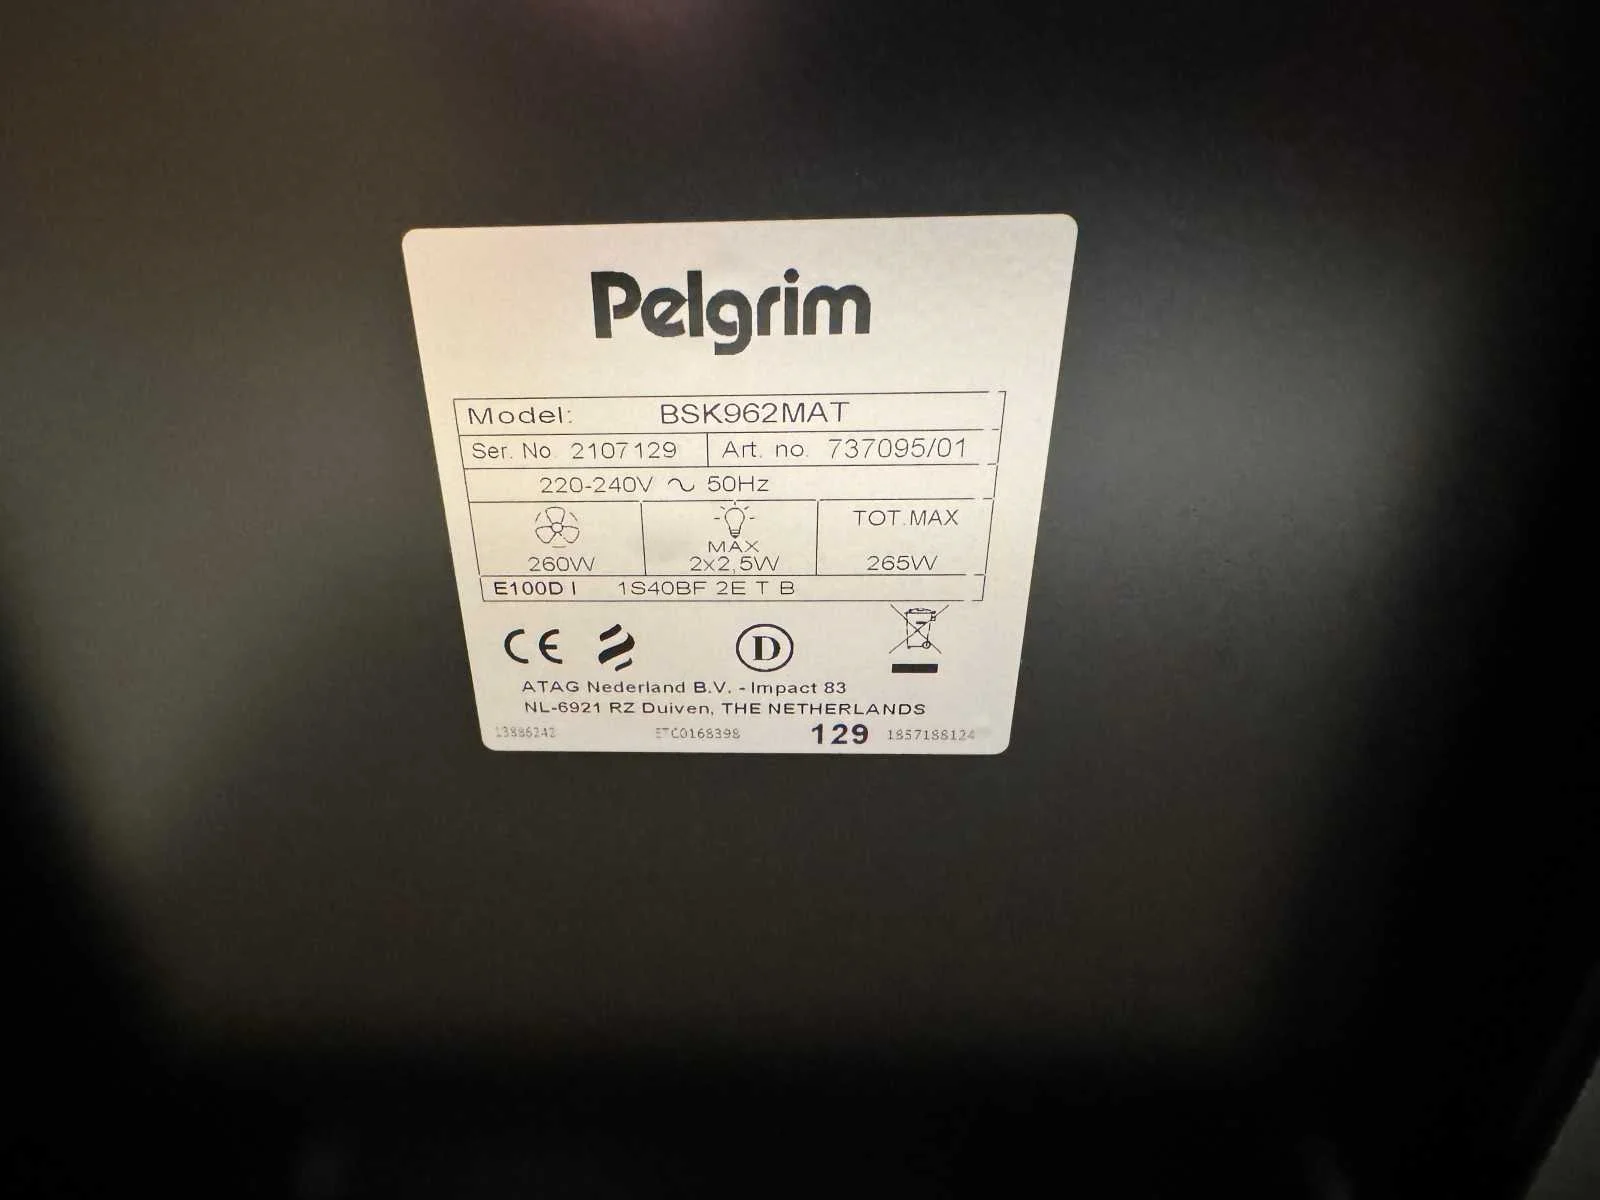 Pelgrim
Model: BSK962MAT
Ser. No 2107129 Art. no. 737095/01
220-240V ~ 50Hz
MAX TOT.MAX
260W 2x2,5W 265W
E100D I 1S40BF 2E T B
CE D
ATAG Nederland B.V. - Impact 83
NL-6921 RZ Duiven, THE NETHERLANDS
13886242 ETC0168398 129 1857188124